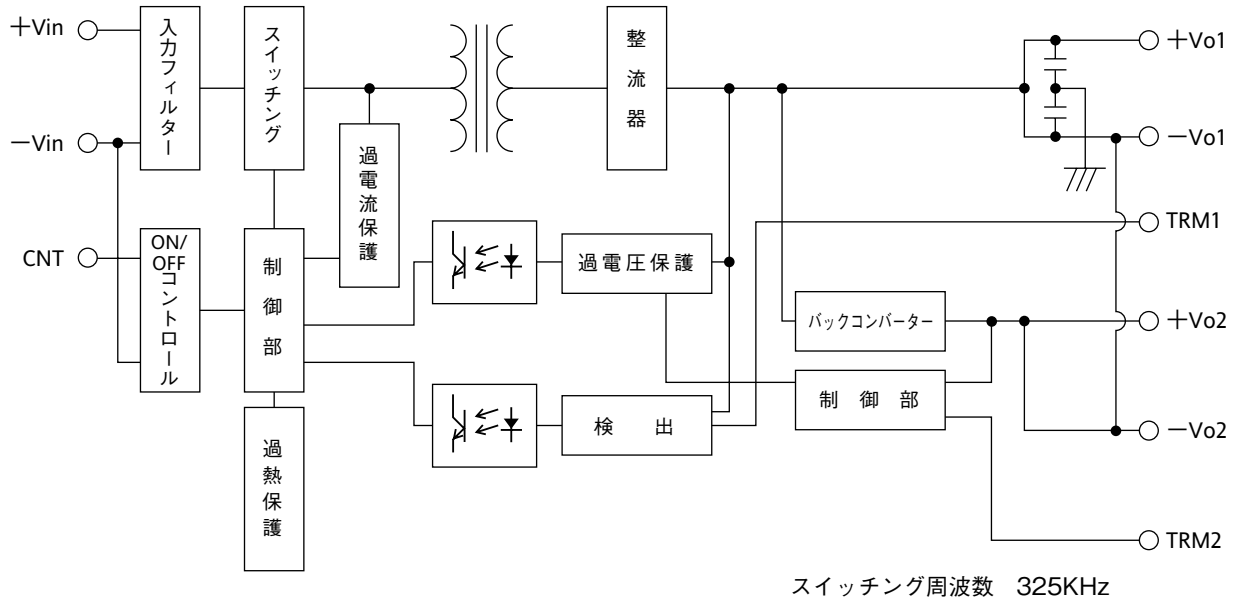 ＋Vin
入力フィルター
スイッチング
整流器
＋Vo1
－Vin
－Vo1
過電流保護
TRM1
CNT
ON/
OFF
コントロール
制御部
過電圧保護
バックコンバーター
＋Vo2
制御部
検出
－Vo2
過熱保護
TRM2
スイッチング周波数 325KHz